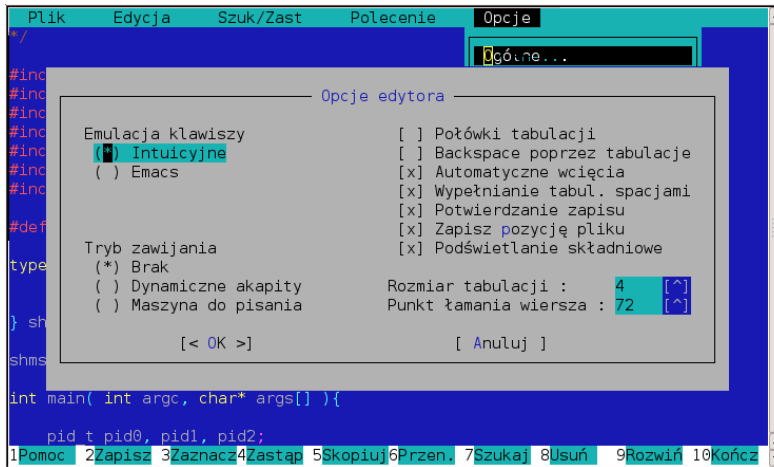 Plik Edycja Szuk/Zast Polecenie Opcje
*/
Ogólne...
#inc
#inc
Opcje edytora
#inc
#inc
Emulacja klawiszy [ ] Połówki tabulacji
#inc
(*) Intuicyjne [ ] Backspace poprzez tabulacje
#inc
( ) Emacs [x] Automatyczne wcięcia
#inc
[x] Wypełnianie tabul. spacjami
[x] Potwierdzanie zapisu
#def
[x] Zapisz pozycję pliku
Tryb zawijania [x] Podświetlanie składniowe
type
(*) Brak
( ) Dynamiczne akapity Rozmiar tabulacji : 4 [^]
( ) Maszyna do pisania Punkt łamania wiersza : 72 [^]
} sh
[< OK >] [ Anuluj ]
shms
int main( int argc, char* args[] ){
pid_t pid0, pid1, pid2;
1Pomoc 2Zapisz 3Zaznacz 4Zastąp 5Skopiuj 6Przen. 7Szukaj 8Usuń 9Rozwiń 10Kończ